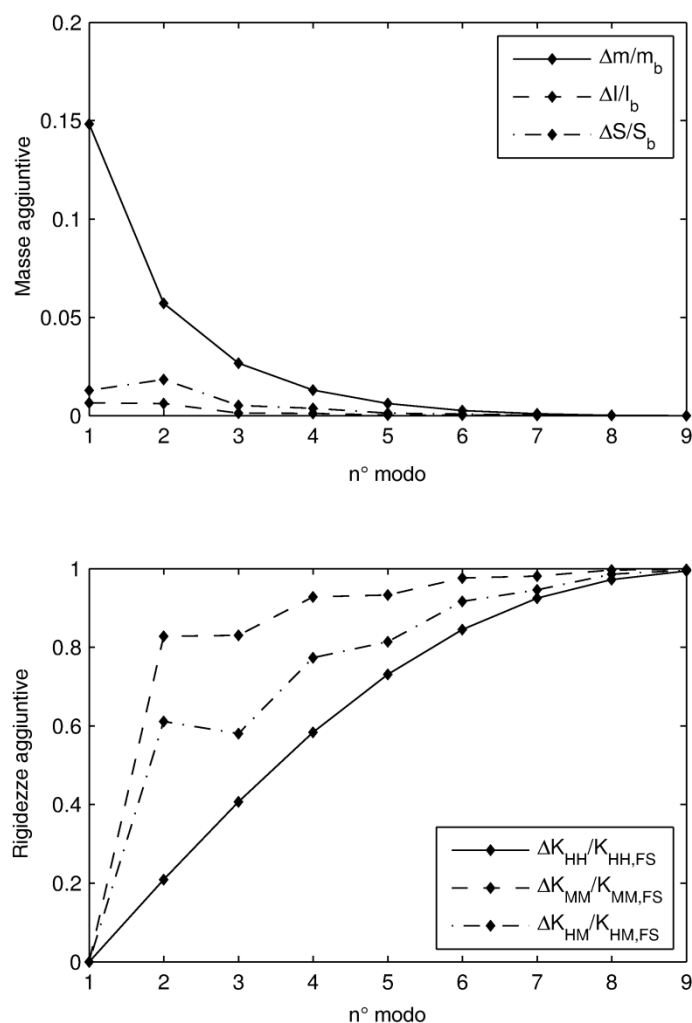 0.2
0.15
0.1
0.05
0
Masse aggiuntive
Δm/m_b
ΔI/I_b
ΔS/S_b
1 2 3 4 5 6 7 8 9
n° modo
1
0.8
0.6
0.4
0.2
0
Rigidezze aggiuntive
ΔK_HH/K_HH,FS
ΔK_MM/K_MM,FS
ΔK_HM/K_HM,FS
1 2 3 4 5 6 7 8 9
n° modo